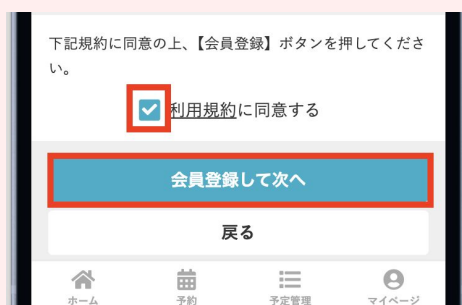 下記規約に同意の上、【会員登録】ボタンを押してくださ
い。
利用規約に同意する
会員登録して次へ
戻る
ホーム
予約
予定管理
マイページ